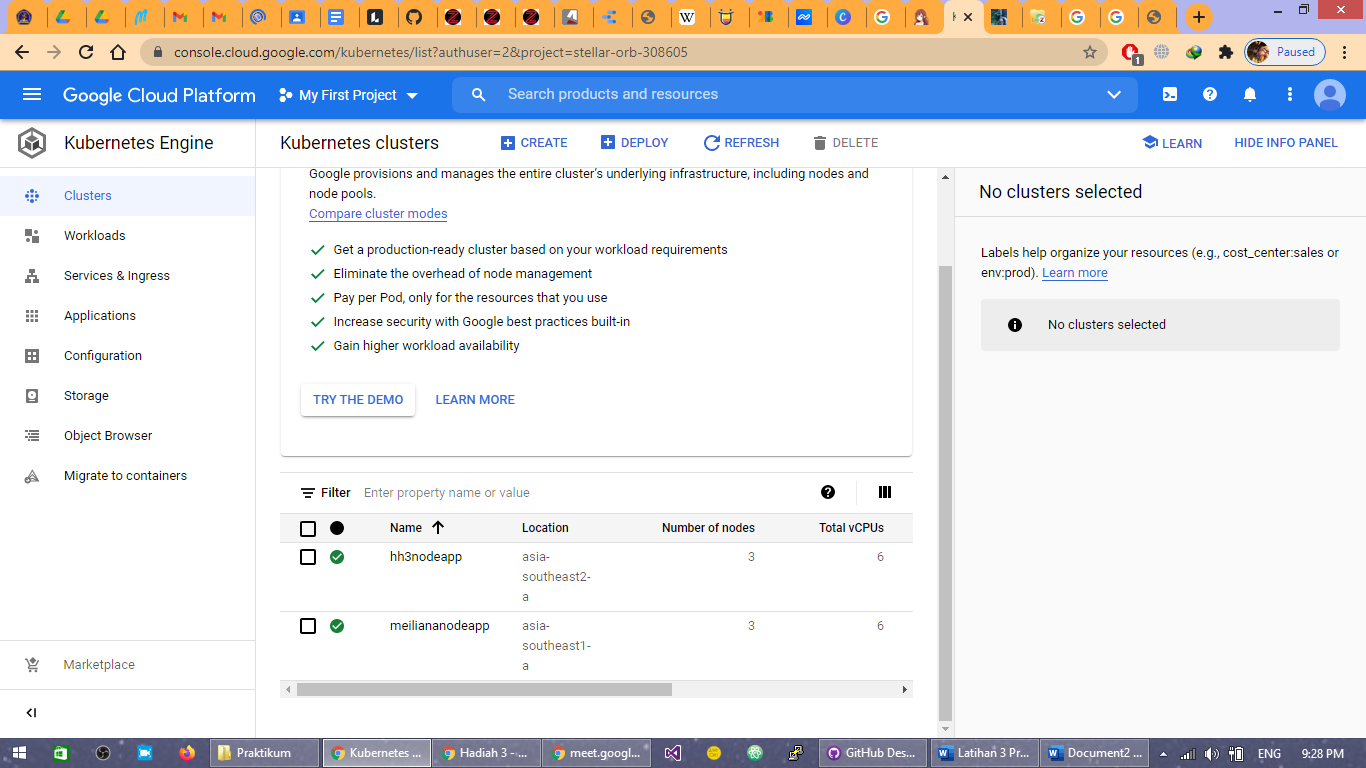 console.cloud.google.com/kubernetes/list?authuser=2&project=stellar-orb-308605
1
Paused
Google Cloud Platform
My First Project
Search products and resources
Kubernetes Engine
Kubernetes clusters
CREATE
DEPLOY
REFRESH
DELETE
LEARN
HIDE INFO PANEL
Clusters
Workloads
Services & Ingress
Applications
Configuration
Storage
Object Browser
Migrate to containers
Marketplace
Google provisions and manages the entire cluster's underlying infrastructure, including nodes and
node pools.
Compare cluster modes
Get a production-ready cluster based on your workload requirements
Eliminate the overhead of node management
Pay per Pod, only for the resources that you use
Increase security with Google best practices built-in
Gain higher workload availability
TRY THE DEMO
LEARN MORE
Filter Enter property name or value
Name Location Number of nodes Total vCPUs
hh3nodeapp asia- 3 6
southeast2-
a
meiliananodeapp asia- 3 6
southeast1-
a
No clusters selected
Labels help organize your resources (e.g., cost_center:sales or
env:prod). Learn more
No clusters selected
Praktikum
Kubernetes ...
Hadiah 3 -...
meet.googl...
GitHub Des...
Latihan 3 Pr...
Document2 ...
ENG
9:28 PM